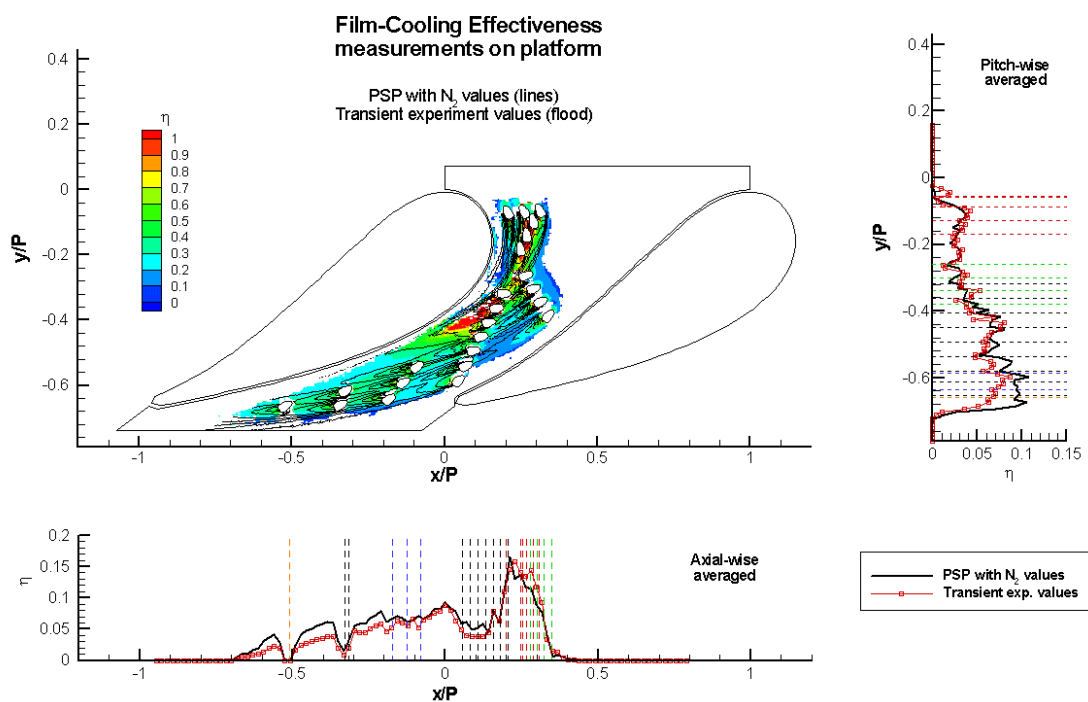 Film-Cooling Effectiveness
measurements on platform
PSP with N₂ values (lines)
Transient experiment values (flood)
η
1
0.9
0.8
0.7
0.6
0.5
0.4
0.3
0.2
0.1
0
0.4
0.2
0
-0.2
-0.4
-0.6
y/P
-1
-0.5
0
0.5
1
x/P
Pitch-wise
averaged
0.4
0.2
0
-0.2
-0.4
-0.6
y/P
0
0.05
0.1
0.15
η
Axial-wise
averaged
0.2
0.15
0.1
0.05
0
η
-1
-0.5
0
0.5
1
x/P
PSP with N₂ values
Transient exp. values